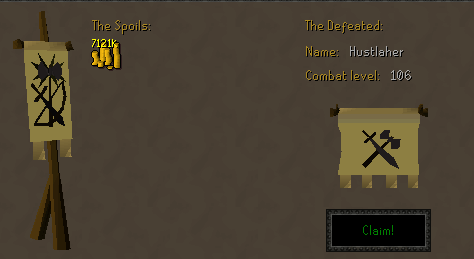 The Spoils:
7121k
The Defeated:
Name: Hustlaher
Combat level: 106
Claim!